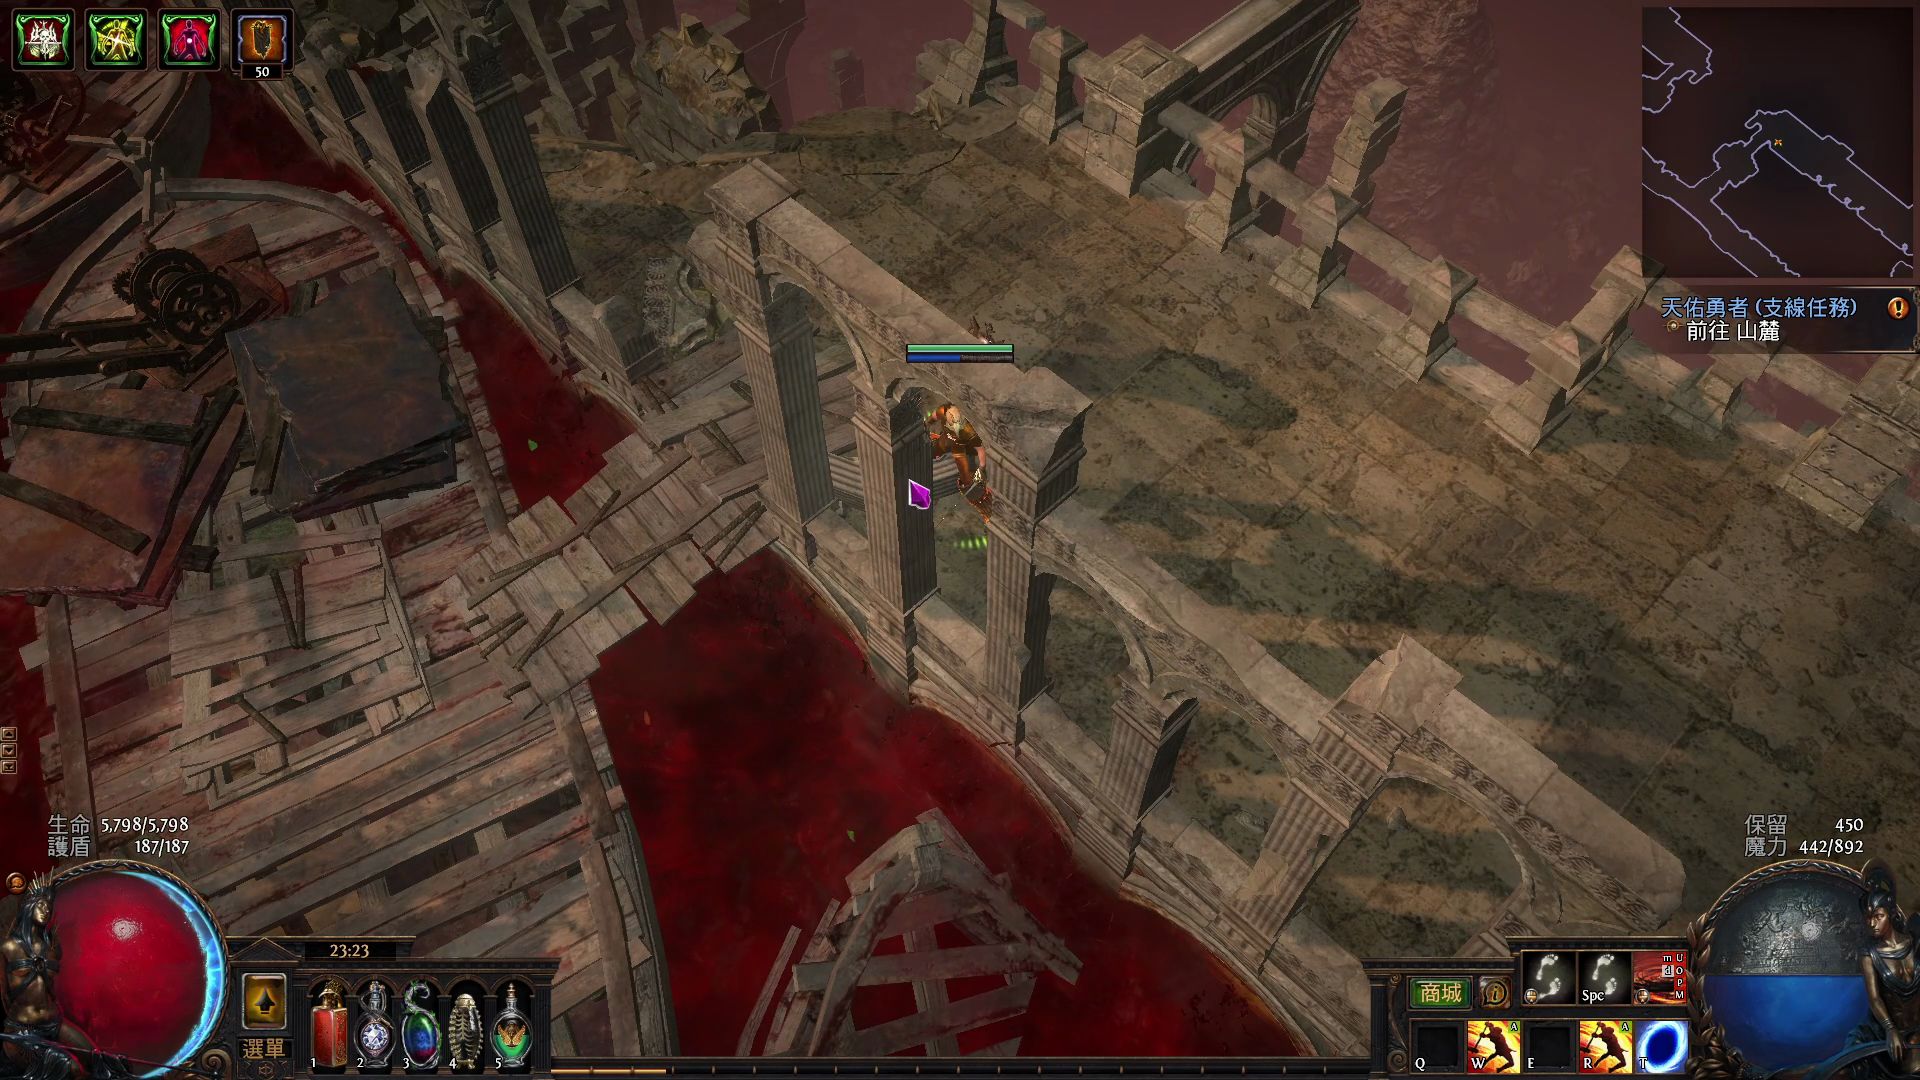 50
天佑勇者 (支線任務)
前往 山麓
生命 5,798/5,798
護盾 187/187
保留 450
魔力 442/892
23:23
選單
1 2 3 4 5
商城
Spc
Q W E R T